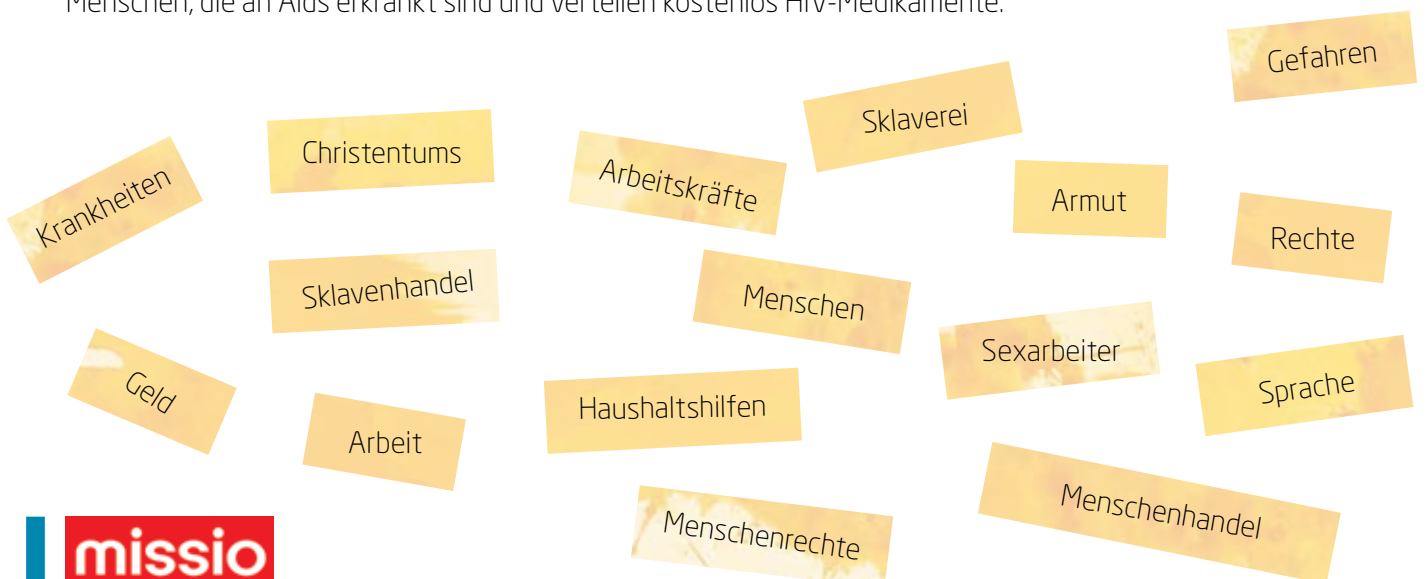 Menschen, die an Aids erkrankt sind und verteilen kostenlos HIV-Medikamente.
Gefahren
Sklaverei
Christentums
Arbeitskräfte
Krankheiten
Armut
Rechte
Sklavenhandel
Menschen
Sexarbeiter
Geld
Sprache
Haushaltshilfen
Arbeit
Menschenhandel
Menschenrechte
missio